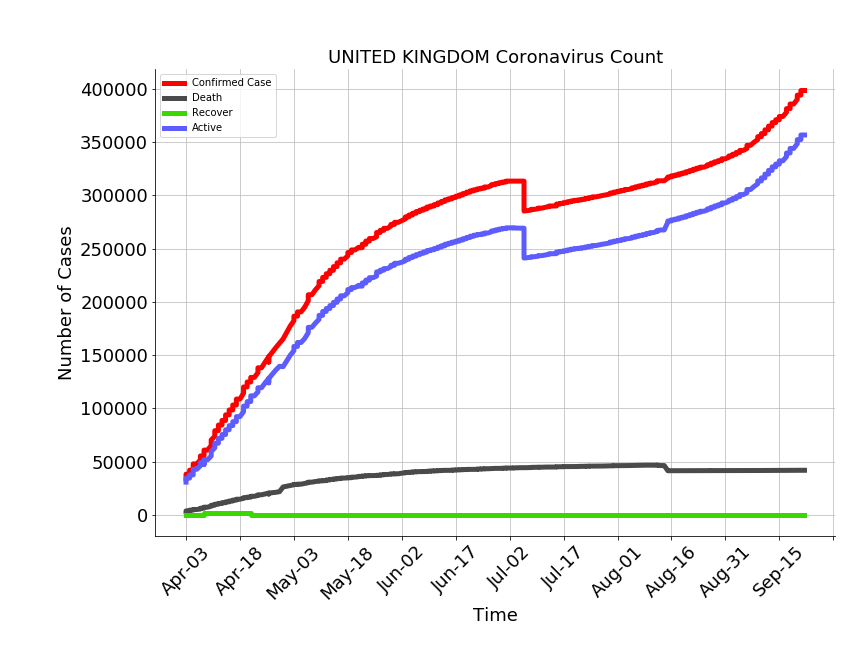 UNITED KINGDOM Coronavirus Count
Confirmed Case
Death
Recover
Active
Number of Cases
400000
350000
300000
250000
200000
150000
100000
50000
0
Apr-03
Apr-18
May-03
May-18
Jun-02
Jun-17
Jul-02
Jul-17
Aug-01
Aug-16
Aug-31
Sep-15
Time